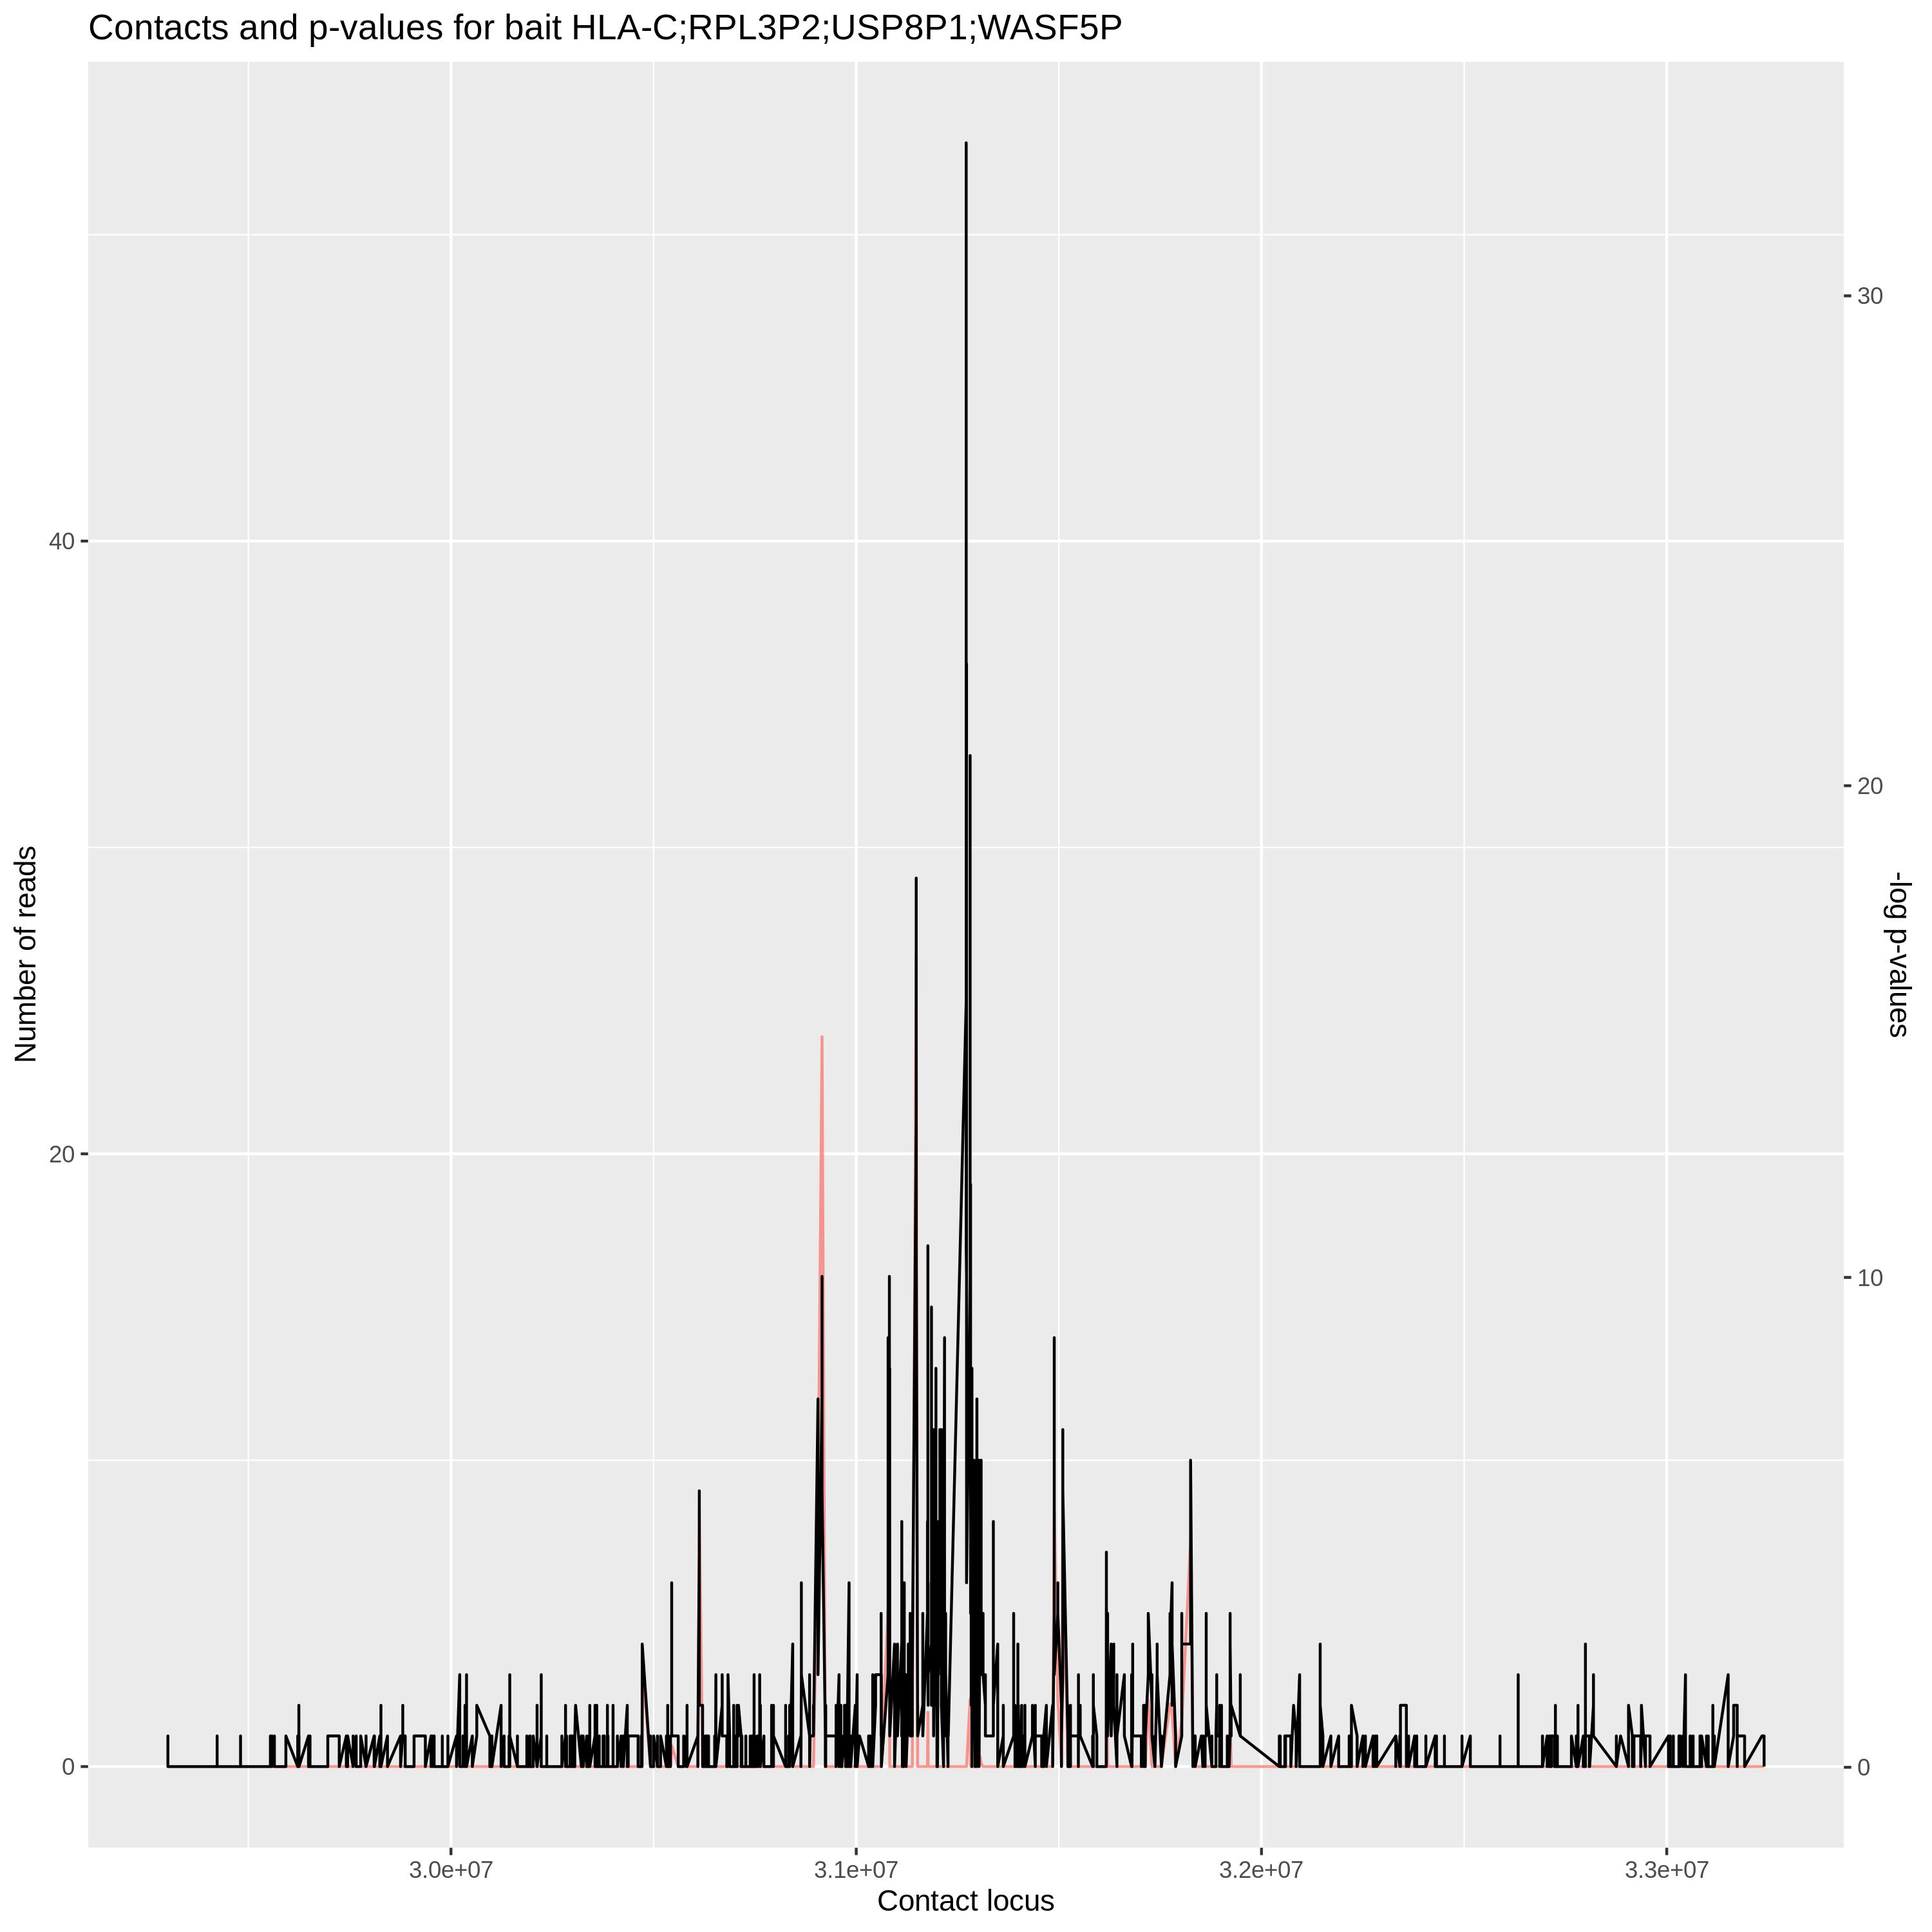 Contacts and p-values for bait HLA-C;RPL3P2;USP8P1;WASF5P
Number of reads
40
20
0
30
20
10
0
-log p-values
3.0e+07 3.1e+07 3.2e+07 3.3e+07
Contact locus